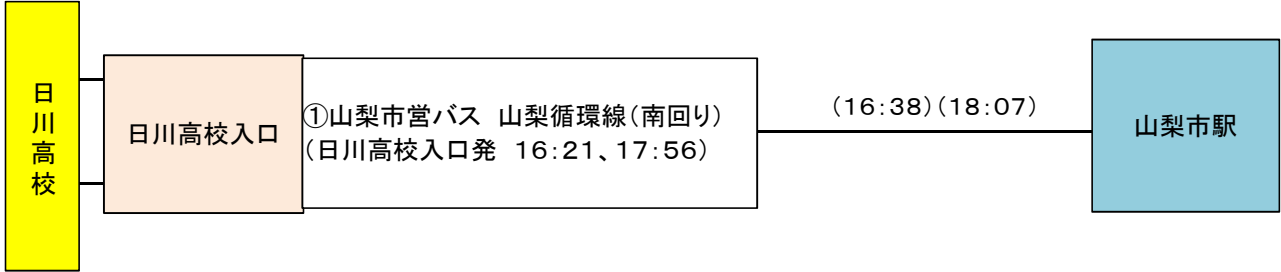 日川高校
日川高校入口
①山梨市営バス 山梨循環線(南回り)
(日川高校入口発 16:21、17:56)
(16:38)(18:07)
山梨市駅